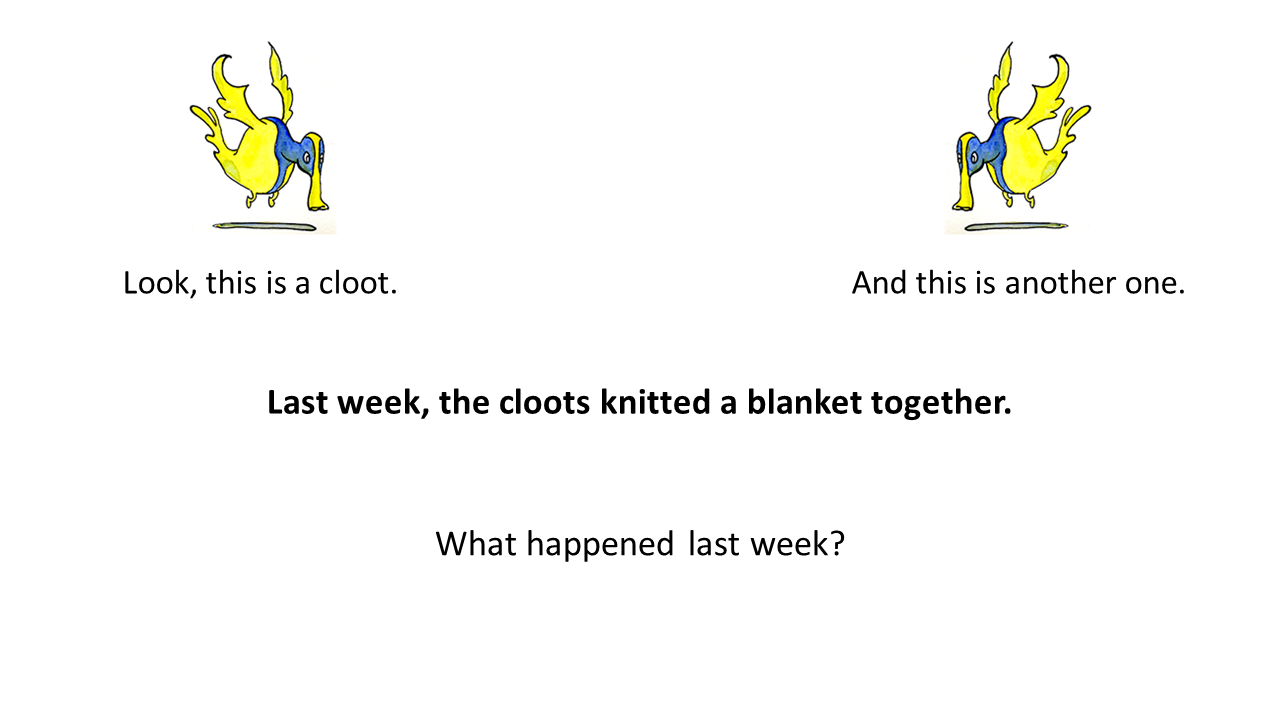 Look, this is a cloot.
And this is another one.
Last week, the cloots knitted a blanket together.
What happened last week?